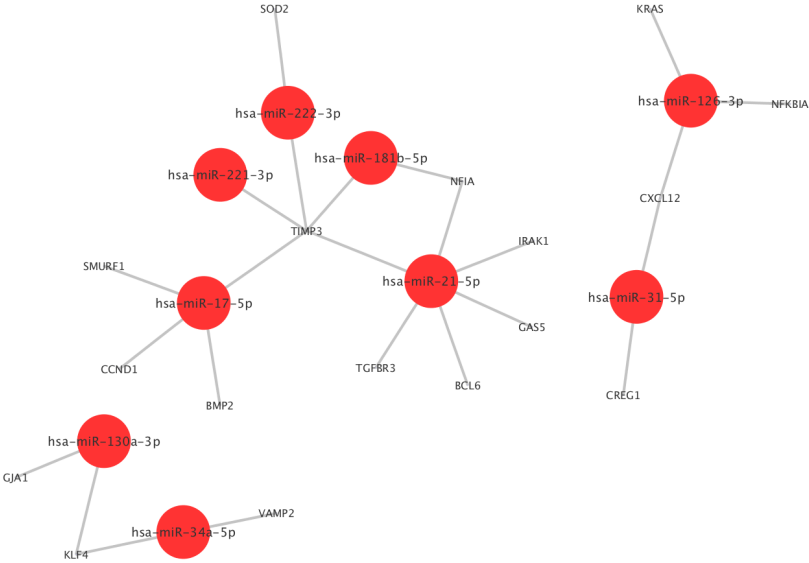 SOD2
KRAS
hsa-miR-126-3p
NFKBIA
hsa-miR-222-3p
hsa-miR-181b-5p
hsa-miR-221-3p
NFIA
CXCL12
TIMP3
IRAK1
SMURF1
hsa-miR-21-5p
hsa-miR-31-5p
hsa-miR-17-5p
GAS5
CCND1
TGFBR3
BCL6
CREG1
BMP2
hsa-miR-130a-3p
GJA1
VAMP2
hsa-miR-34a-5p
KLF4